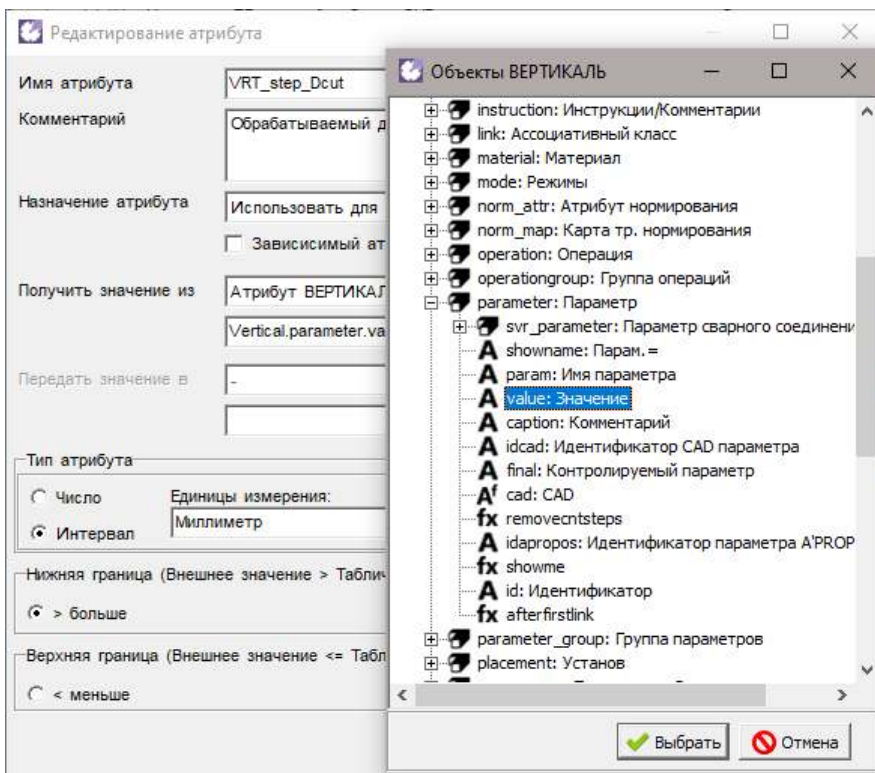 Редактирование атрибута
Имя атрибута
VRT_step_Dcut
Комментарий
Обрабатываемый д
Назначение атрибута
Использовать для
Зависисимый ат
Получить значение из
Атрибут ВЕРТИКАЛ
Vertical.parameter.va
Передать значение в
-
Тип атрибута
Число
Единицы измерения:
Миллиметр
Интервал
Нижняя граница (Внешнее значение > Таблич
> больше
Верхняя граница (Внешнее значение <= Табл
< меньше
Объекты ВЕРТИКАЛЬ
instruction: Инструкции/Комментарии
link: Ассоциативный класс
material: Материал
mode: Режимы
norm_attr: Атрибут нормирования
norm_map: Карта тр. нормирования
operation: Операция
operationgroup: Группа операций
parameter: Параметр
svr_parameter: Параметр сварного соединени
A showname: Парам.=
A param: Имя параметра
A value: Значение
A caption: Комментарий
A idcad: Идентификатор CAD параметра
A final: Контролируемый параметр
Af cad: CAD
fx removecntsteps
A idapropos: Идентификатор параметра A'PROP
fx showme
A id: Идентификатор
fx afterfirstlink
parameter_group: Группа параметров
placement: Установ
Выбрать
Отмена